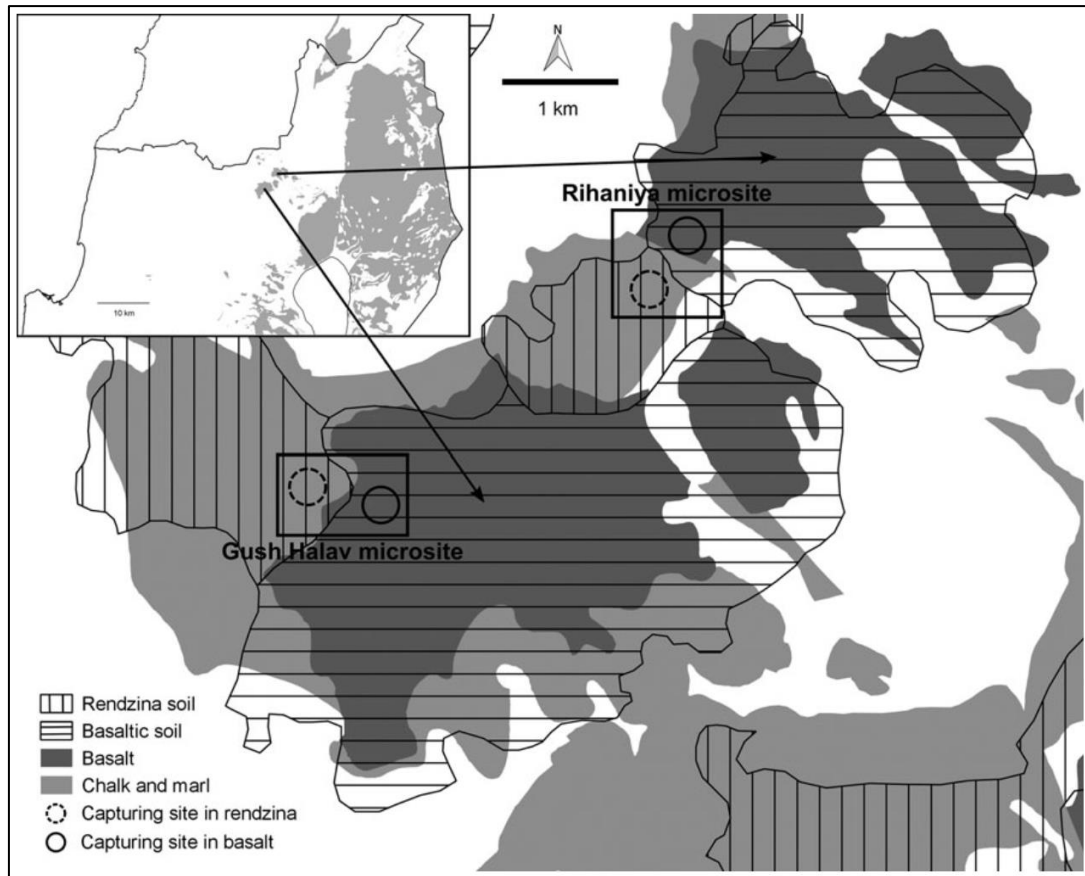 N
1 km
10 km
Rihaniya microsite
Gush Halav microsite
Rendzina soil
Basaltic soil
Basalt
Chalk and marl
Capturing site in rendzina
Capturing site in basalt